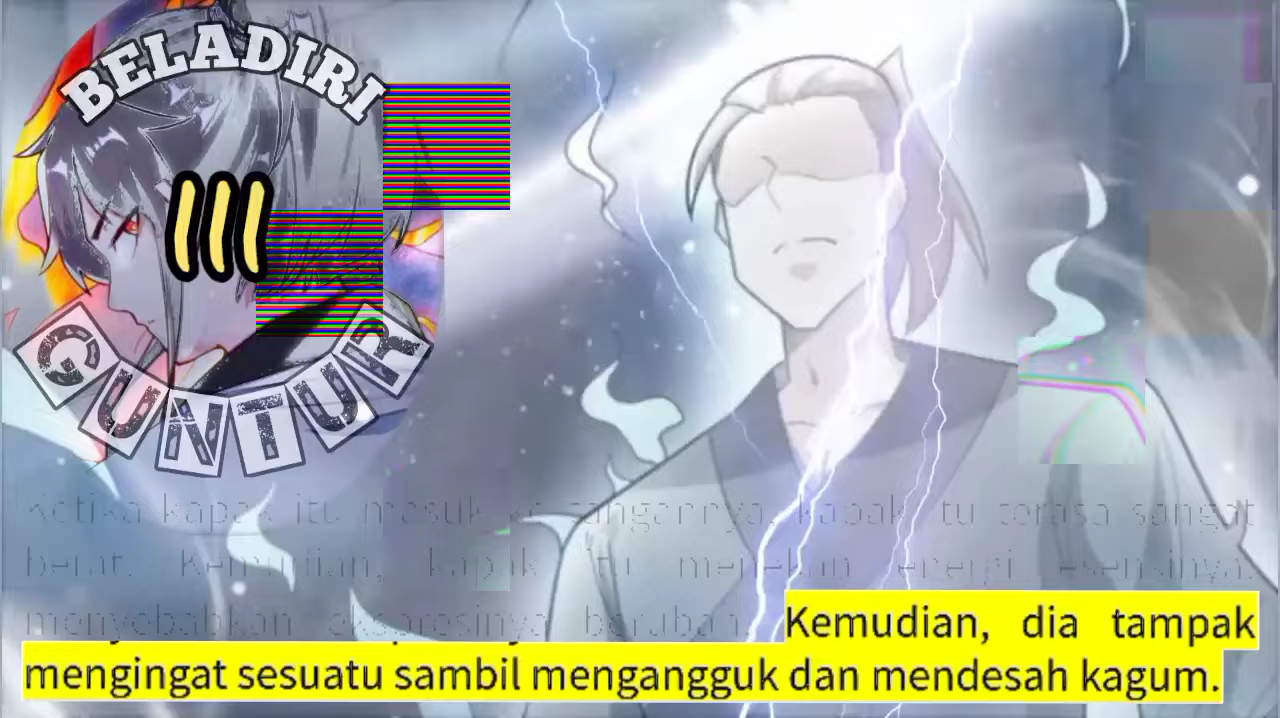 BELADIRI
GUNTUR
Ketika kapak itu masuk ke tangannya, kapak itu terasa sangat
berat. Kemudian, kapak itu menekan energi esensinya,
menyebabkan ekspresinya berubah. Kemudian, dia tampak
mengingat sesuatu sambil mengangguk dan mendesah kagum.